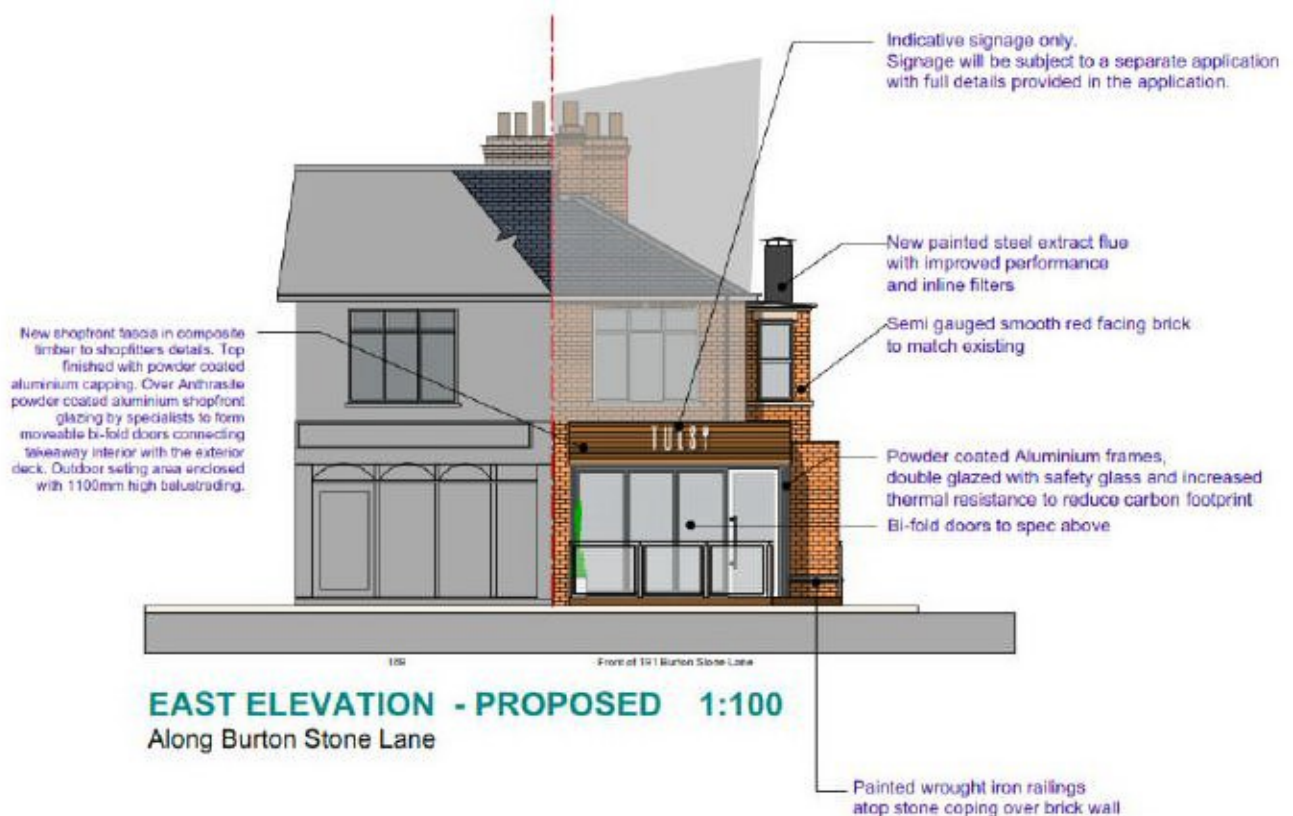 Indicative signage only.
Signage will be subject to a separate application
with full details provided in the application.
New painted steel extract flue
with improved performance
and inline filters
Semi gauged smooth red facing brick
to match existing
New shopfront fascia in composite
timber to shopfitters details. Top
finished with powder coated
aluminium capping. Over Anthrasite
powder coated aluminium shopfront
glazing by specialists to form
moveable bi-fold doors connecting
takeaway interior with the exterior
deck. Outdoor seting area enclosed
with 1100mm high balustrading.
TULSY
Powder coated Aluminium frames,
double glazed with safety glass and increased
thermal resistance to reduce carbon footprint
Bi-fold doors to spec above
189
Front of 191 Burton Stone Lane
EAST ELEVATION - PROPOSED 1:100
Along Burton Stone Lane
Painted wrought iron railings
atop stone coping over brick wall